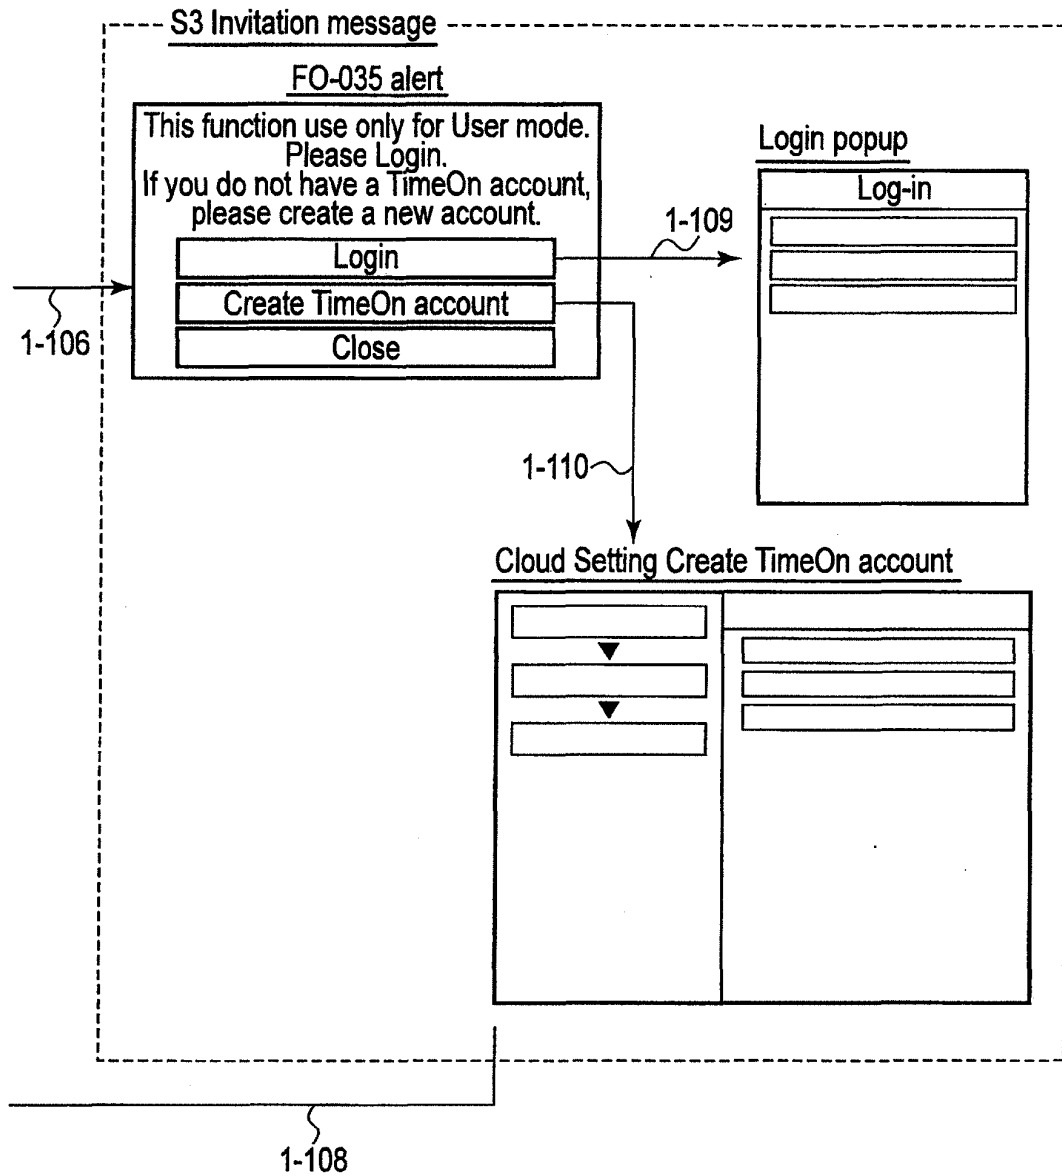 S3 Invitation message
FO-035 alert
This function use only for User mode.
Please Login.
If you do not have a TimeOn account,
please create a new account.
Login
Create TimeOn account
Close
1-106
1-109
Login popup
Log-in
1-110
Cloud Setting Create TimeOn account
1-108